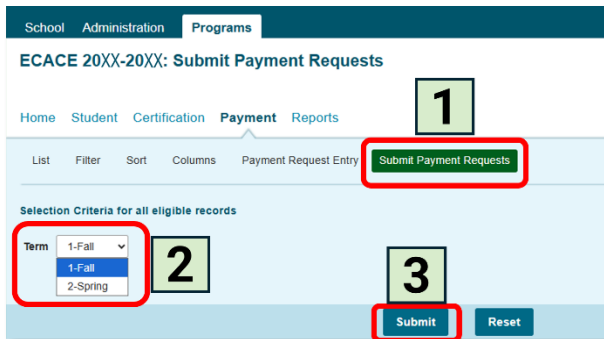 School Administration Programs
ECACE 20XX-20XX: Submit Payment Requests
Home Student Certification Payment Reports
1
List Filter Sort Columns Payment Request Entry Submit Payment Requests
Selection Criteria for all eligible records
Term 1-Fall
1-Fall
2-Spring
2
3
Submit Reset